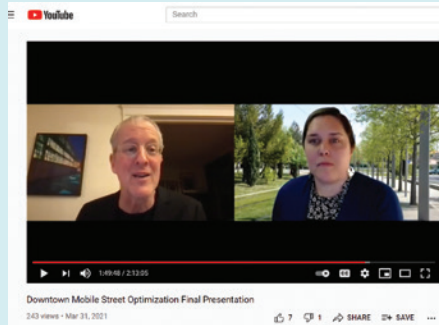 YouTube
Search
1:49:48 / 2:13:05
CC
Downtown Mobile Street Optimization Final Presentation
243 views • Mar 31, 2021
7 1 SHARE SAVE ...